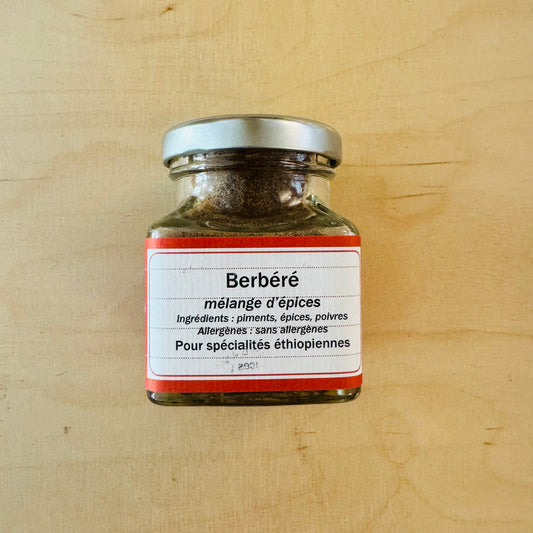 Berbéré
mélange d'épices
Ingrédients : piments, épices, poivres
Allergènes : sans allergènes
Pour spécialités éthiopiennes